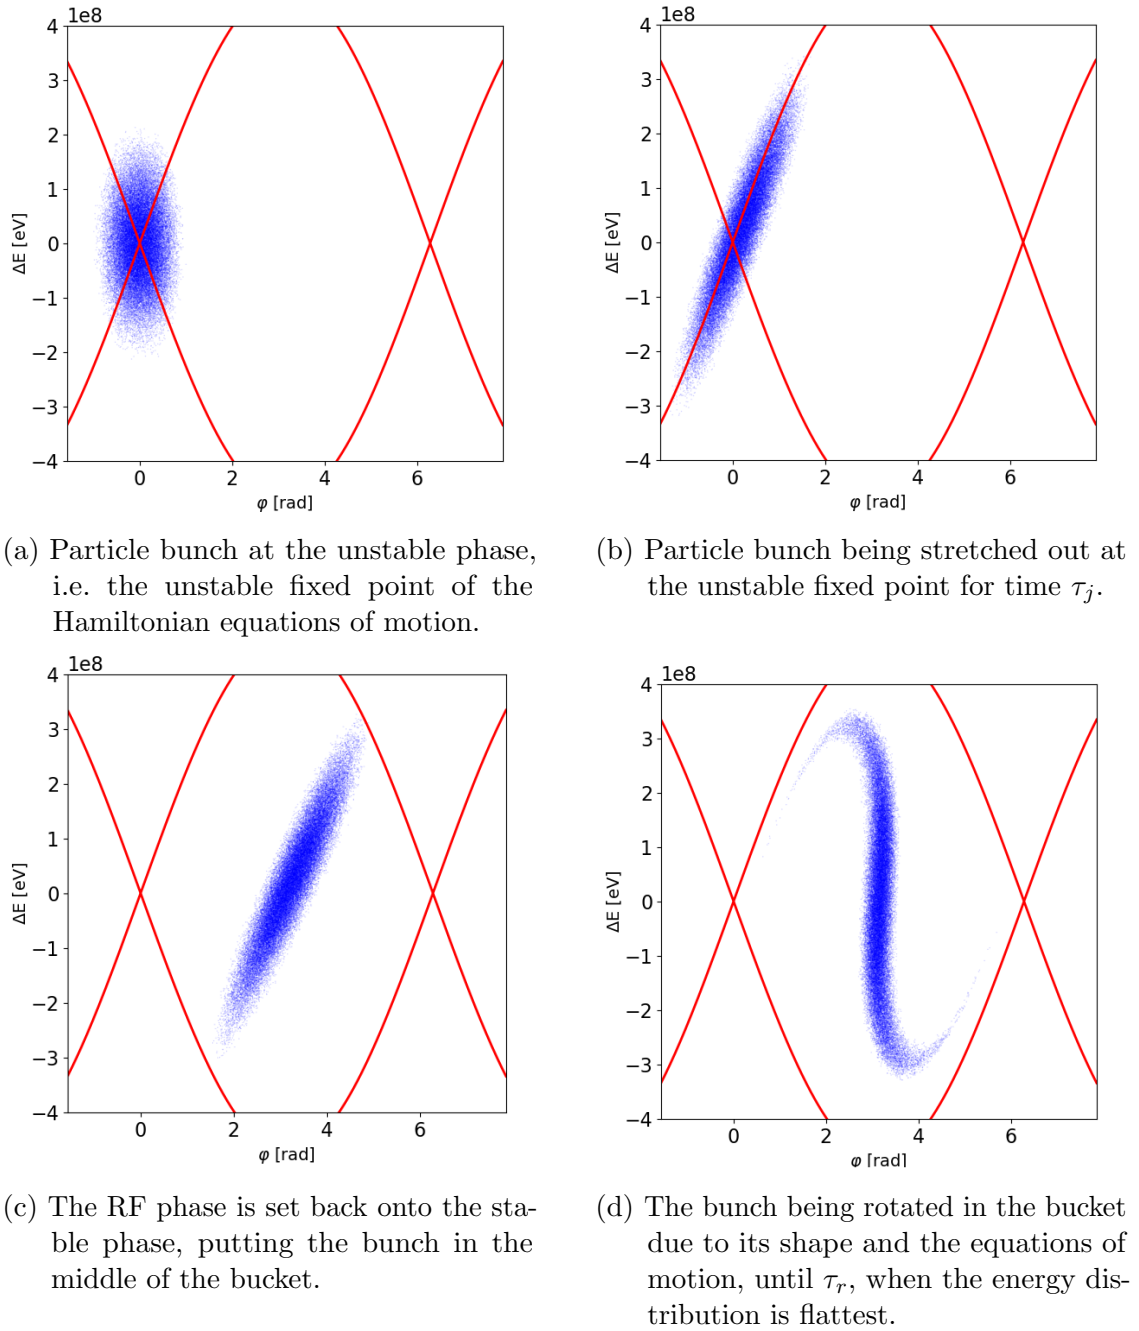 1e8
4
3
2
1
0
−1
−2
−3
−4
ΔE [eV]
0 2 4 6
φ [rad]
1e8
4
3
2
1
0
−1
−2
−3
−4
ΔE [eV]
0 2 4 6
φ [rad]
(a) Particle bunch at the unstable phase,
i.e. the unstable fixed point of the
Hamiltonian equations of motion.
(b) Particle bunch being stretched out at
the unstable fixed point for time τⱼ.
1e8
4
3
2
1
0
−1
−2
−3
−4
ΔE [eV]
0 2 4 6
φ [rad]
1e8
4
3
2
1
0
−1
−2
−3
−4
ΔE [eV]
0 2 4 6
φ [rad]
(c) The RF phase is set back onto the sta-
ble phase, putting the bunch in the
middle of the bucket.
(d) The bunch being rotated in the bucket
due to its shape and the equations of
motion, until τᵣ, when the energy dis-
tribution is flattest.